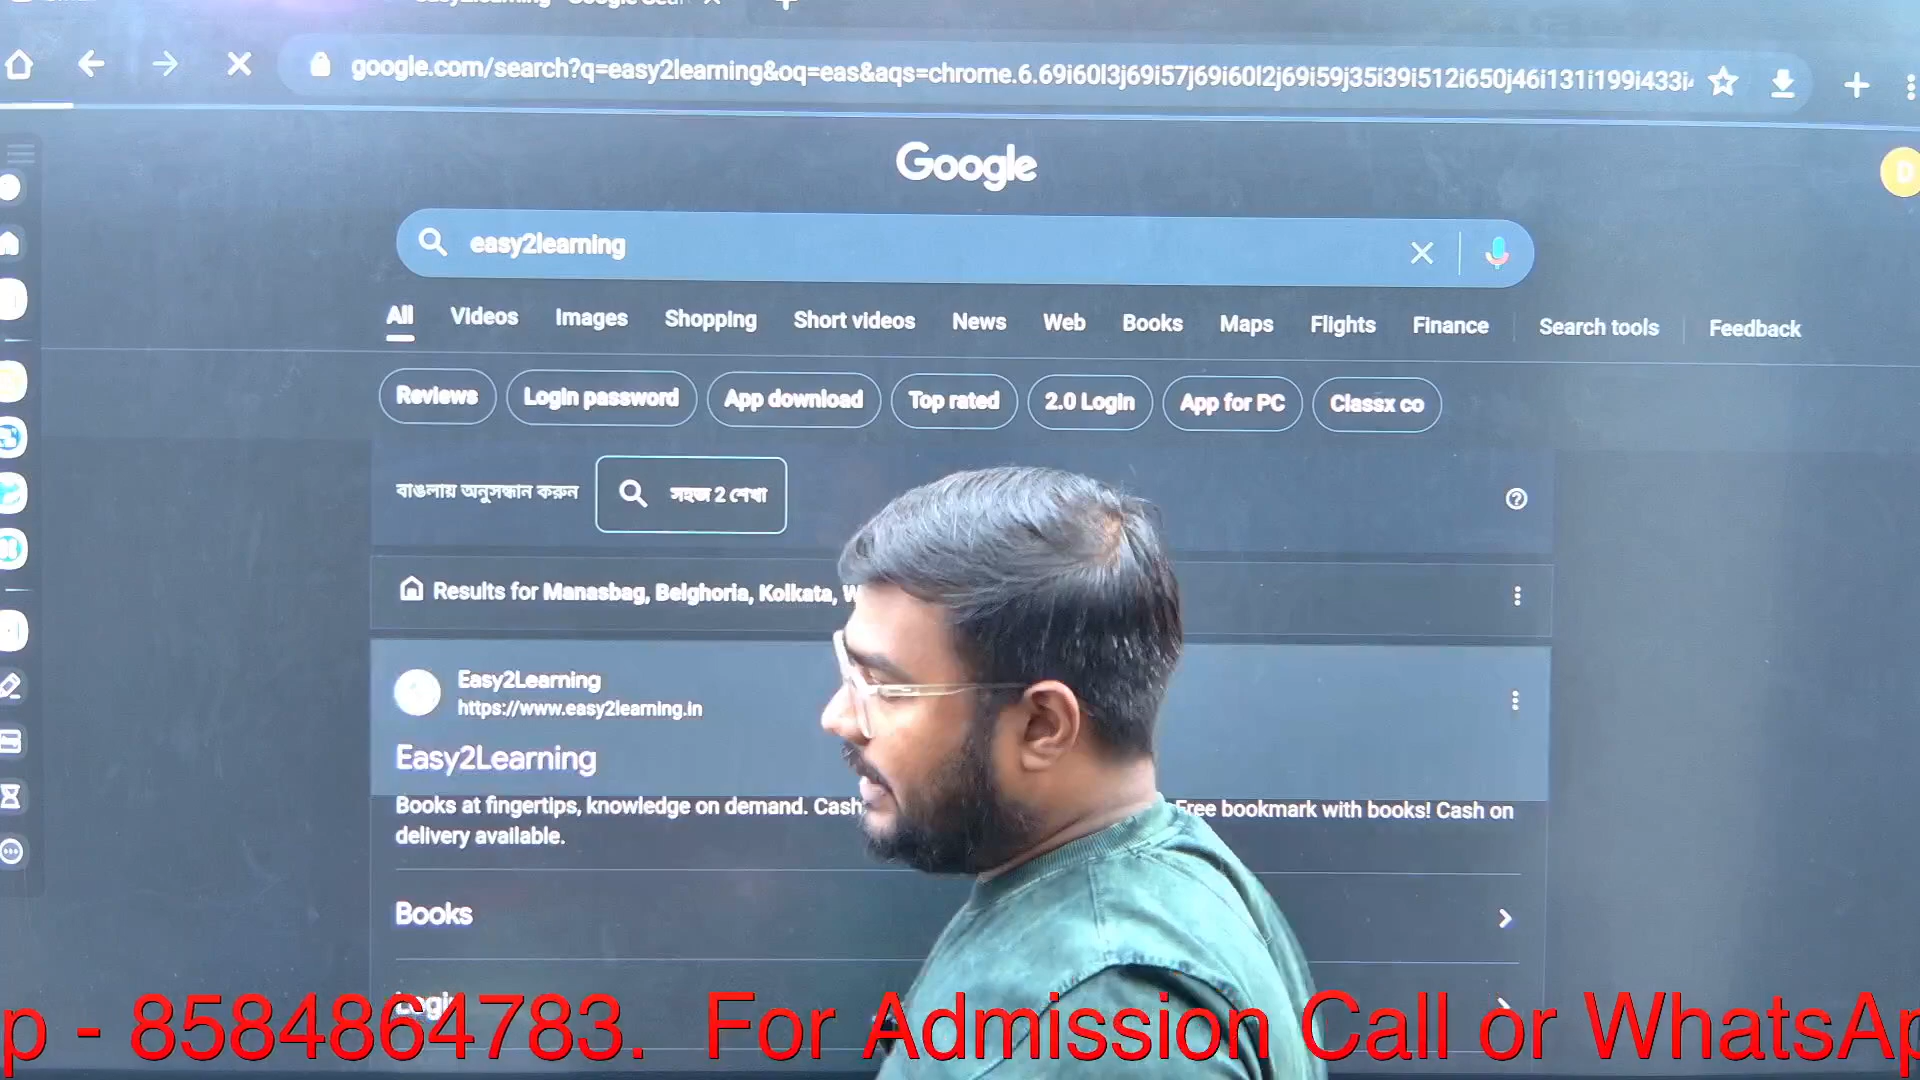 google.com/search?q=easy2learning&oq=eas&aqs=chrome.6.69i60l3j69i57j69i60l2j69i59j35i39i512i650j46i131i199i433i
Google
D
easy2learning
All Videos Images Shopping Short videos News Web Books Maps Flights Finance Search tools Feedback
Reviews Login password App download Top rated 2.0 Login App for PC Classx co
বাঙলায় অনুসন্ধান করুন সহজ 2 শেখা
Results for Manasbag, Belghoria, Kolkata, W
Easy2Learning
https://www.easy2learning.in
Easy2Learning
Books at fingertips, knowledge on demand. Cash Free bookmark with books! Cash on
delivery available.
Books
Login
p - 8584864783. For Admission Call or WhatsAp